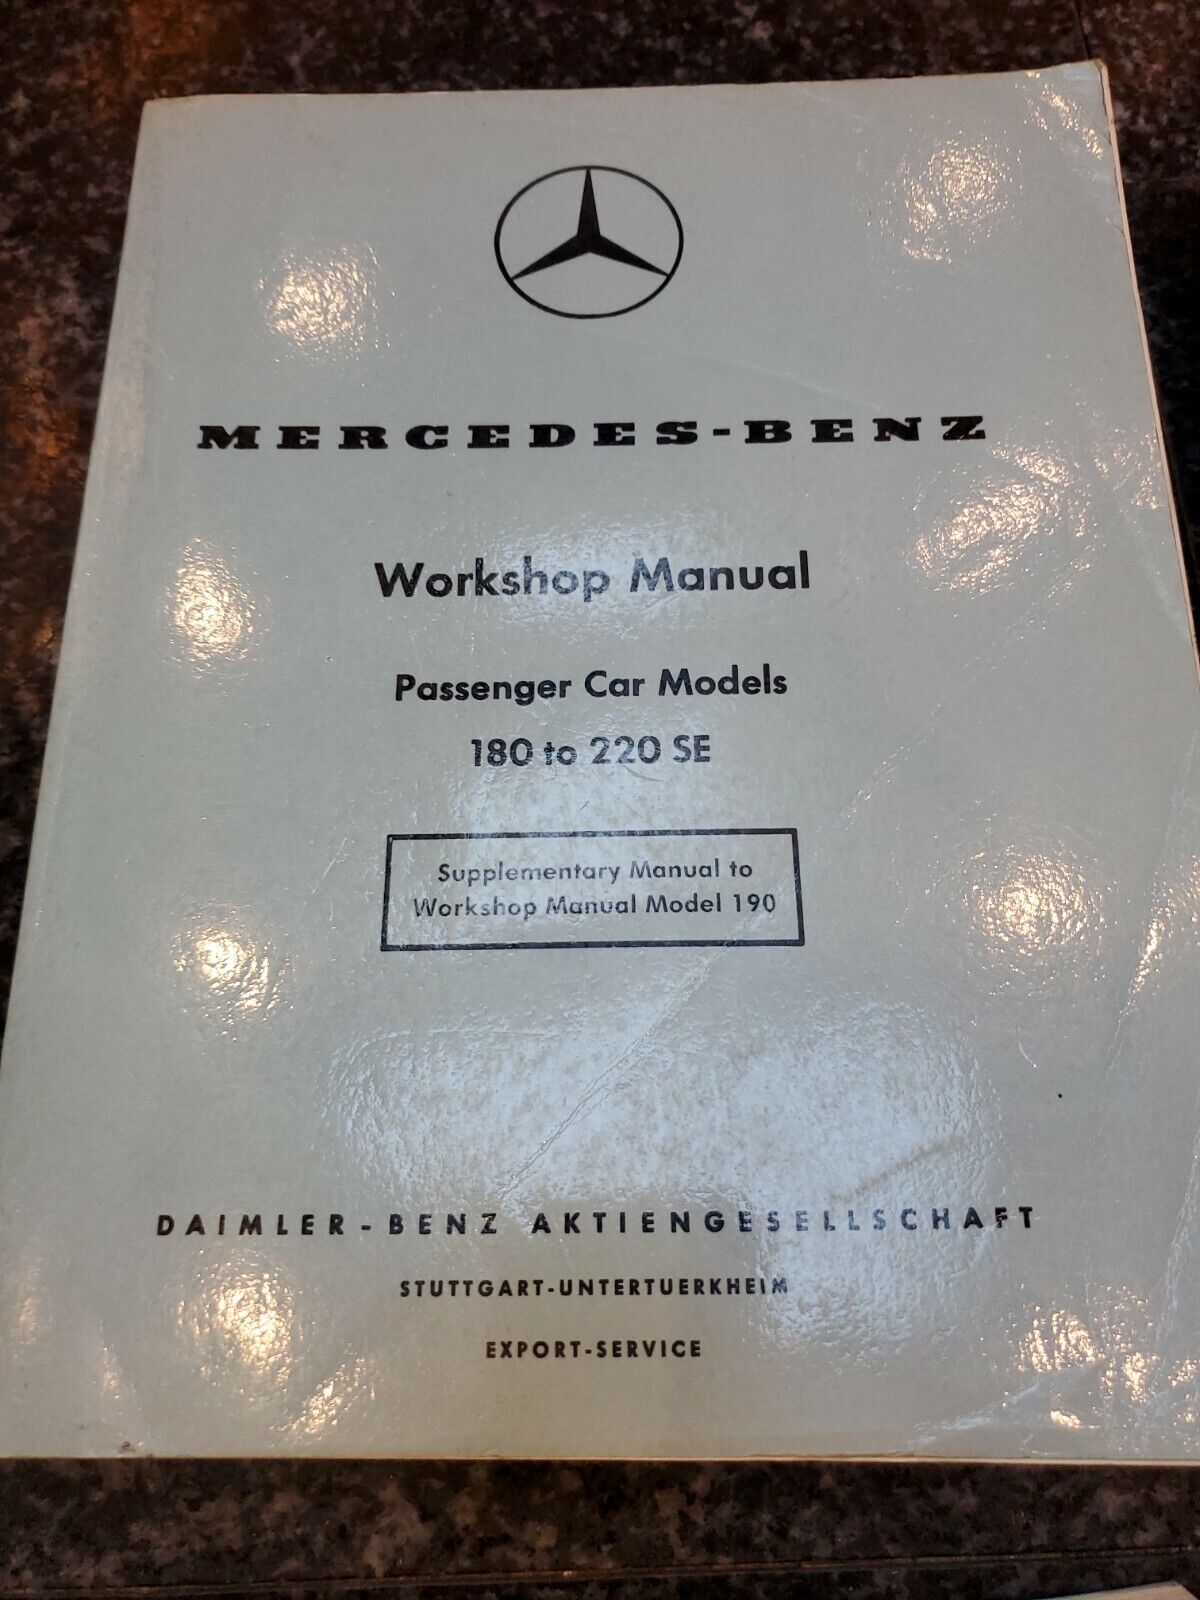 MERCEDES-BENZ
Workshop Manual
Passenger Car Models
180 to 220 SE
Supplementary Manual to
Workshop Manual Model 190
DAIMLER-BENZ AKTIENGESELLSCHAFT
STUTTGART-UNTERTUERKHEIM
EXPORT-SERVICE